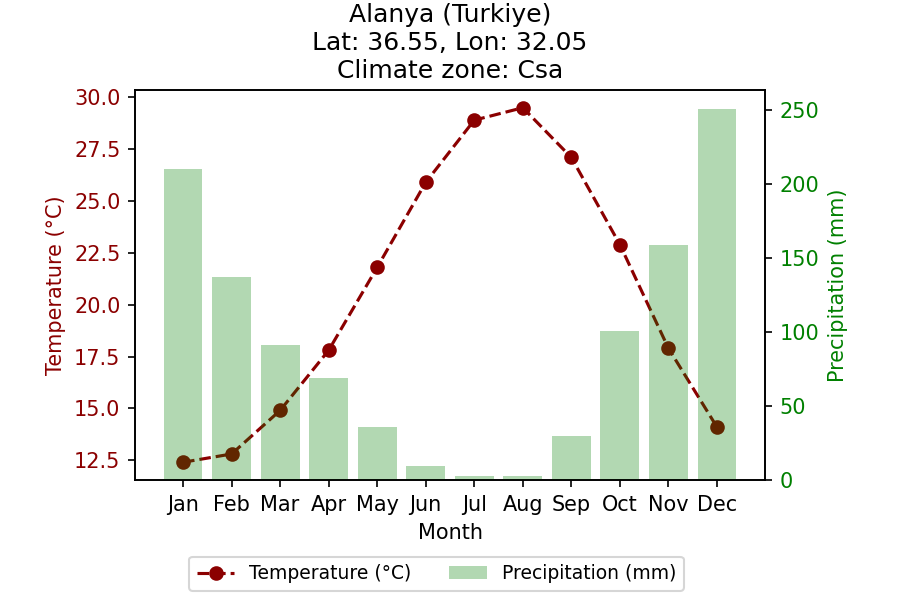 Alanya (Turkiye)
Lat: 36.55, Lon: 32.05
Climate zone: Csa
30.0
27.5
25.0
22.5
20.0
17.5
15.0
12.5
Temperature (°C)
250
200
150
100
50
0
Precipitation (mm)
Jan Feb Mar Apr May Jun Jul Aug Sep Oct Nov Dec
Month
Temperature (°C) Precipitation (mm)